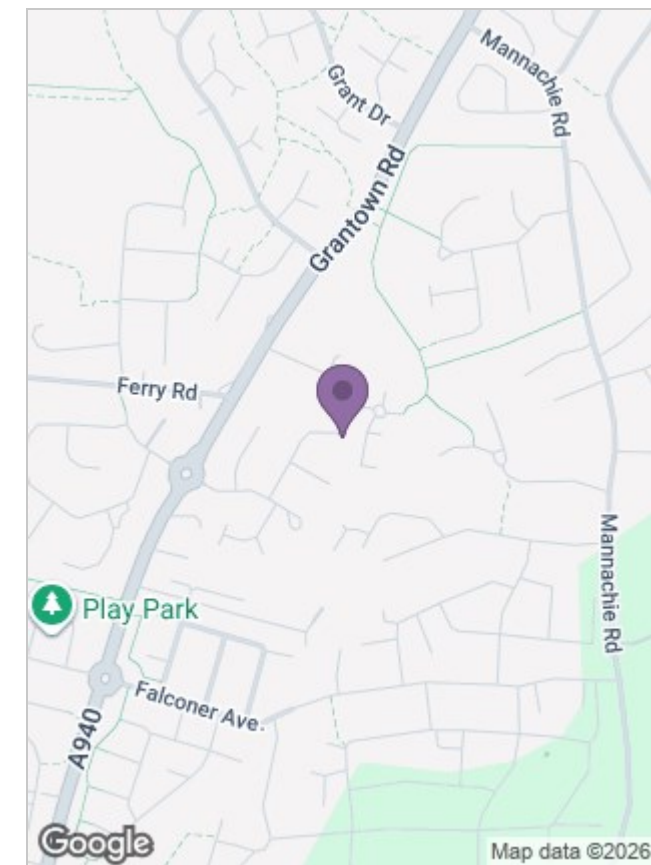 Mannachie Rd
Grant Dr
Grantown Rd
Ferry Rd
Mannachie Rd
Play Park
Falconer Ave.
A940
Google
Map data ©2026